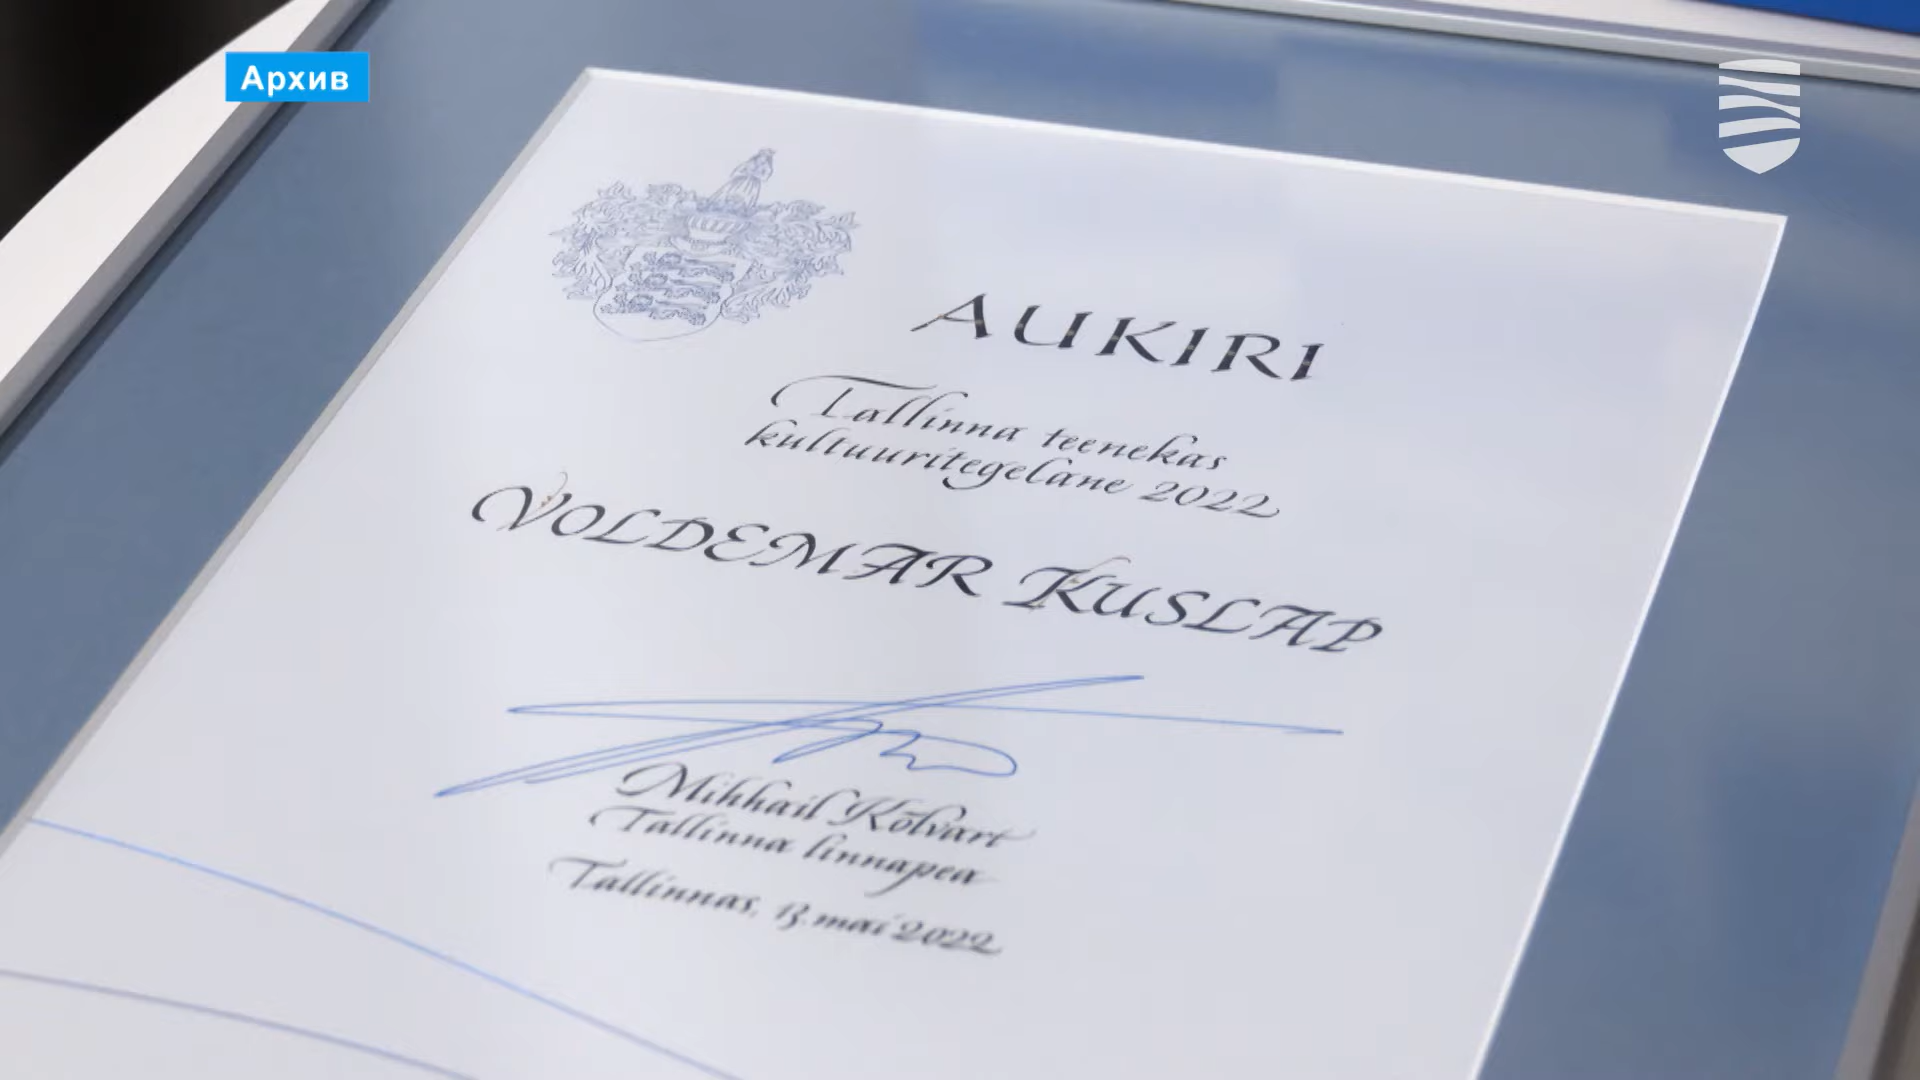 Архив
AUKIRI
Tallinna teenekas
kultuuritegelane 2022
VOLDEMAR KUSLAP
Mihhail Kõlvart
Tallinna linnapea
Tallinnas, 13. mai 2022